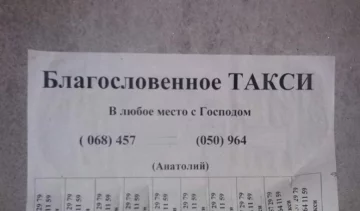 Благословенное ТАКСИ
В любое место с Господом
( 068) 457 (050) 964
(Анатолий)